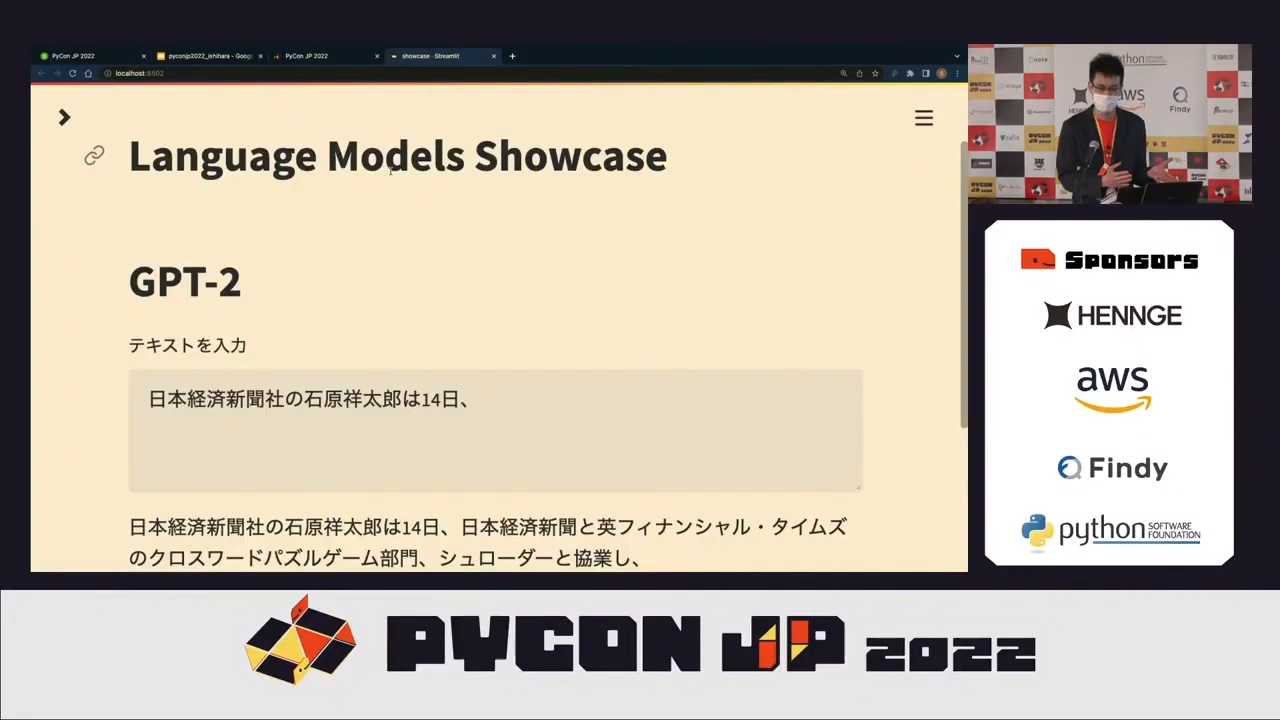 PyCon JP 2022
pyconjp2022_ishihara - Goog
PyCon JP 2022
showcase · Streamlit
localhost:8502
Language Models Showcase
GPT-2
テキストを入力
日本経済新聞社の石原祥太郎は14日、
日本経済新聞社の石原祥太郎は14日、日本経済新聞と英フィナンシャル・タイムズ
のクロスワードパズルゲーム部門、シュローダーと協業し、
aws
Findy
Sponsors
HENNGE
aws
Findy
python SOFTWARE
FOUNDATION
PYCON JP 2022